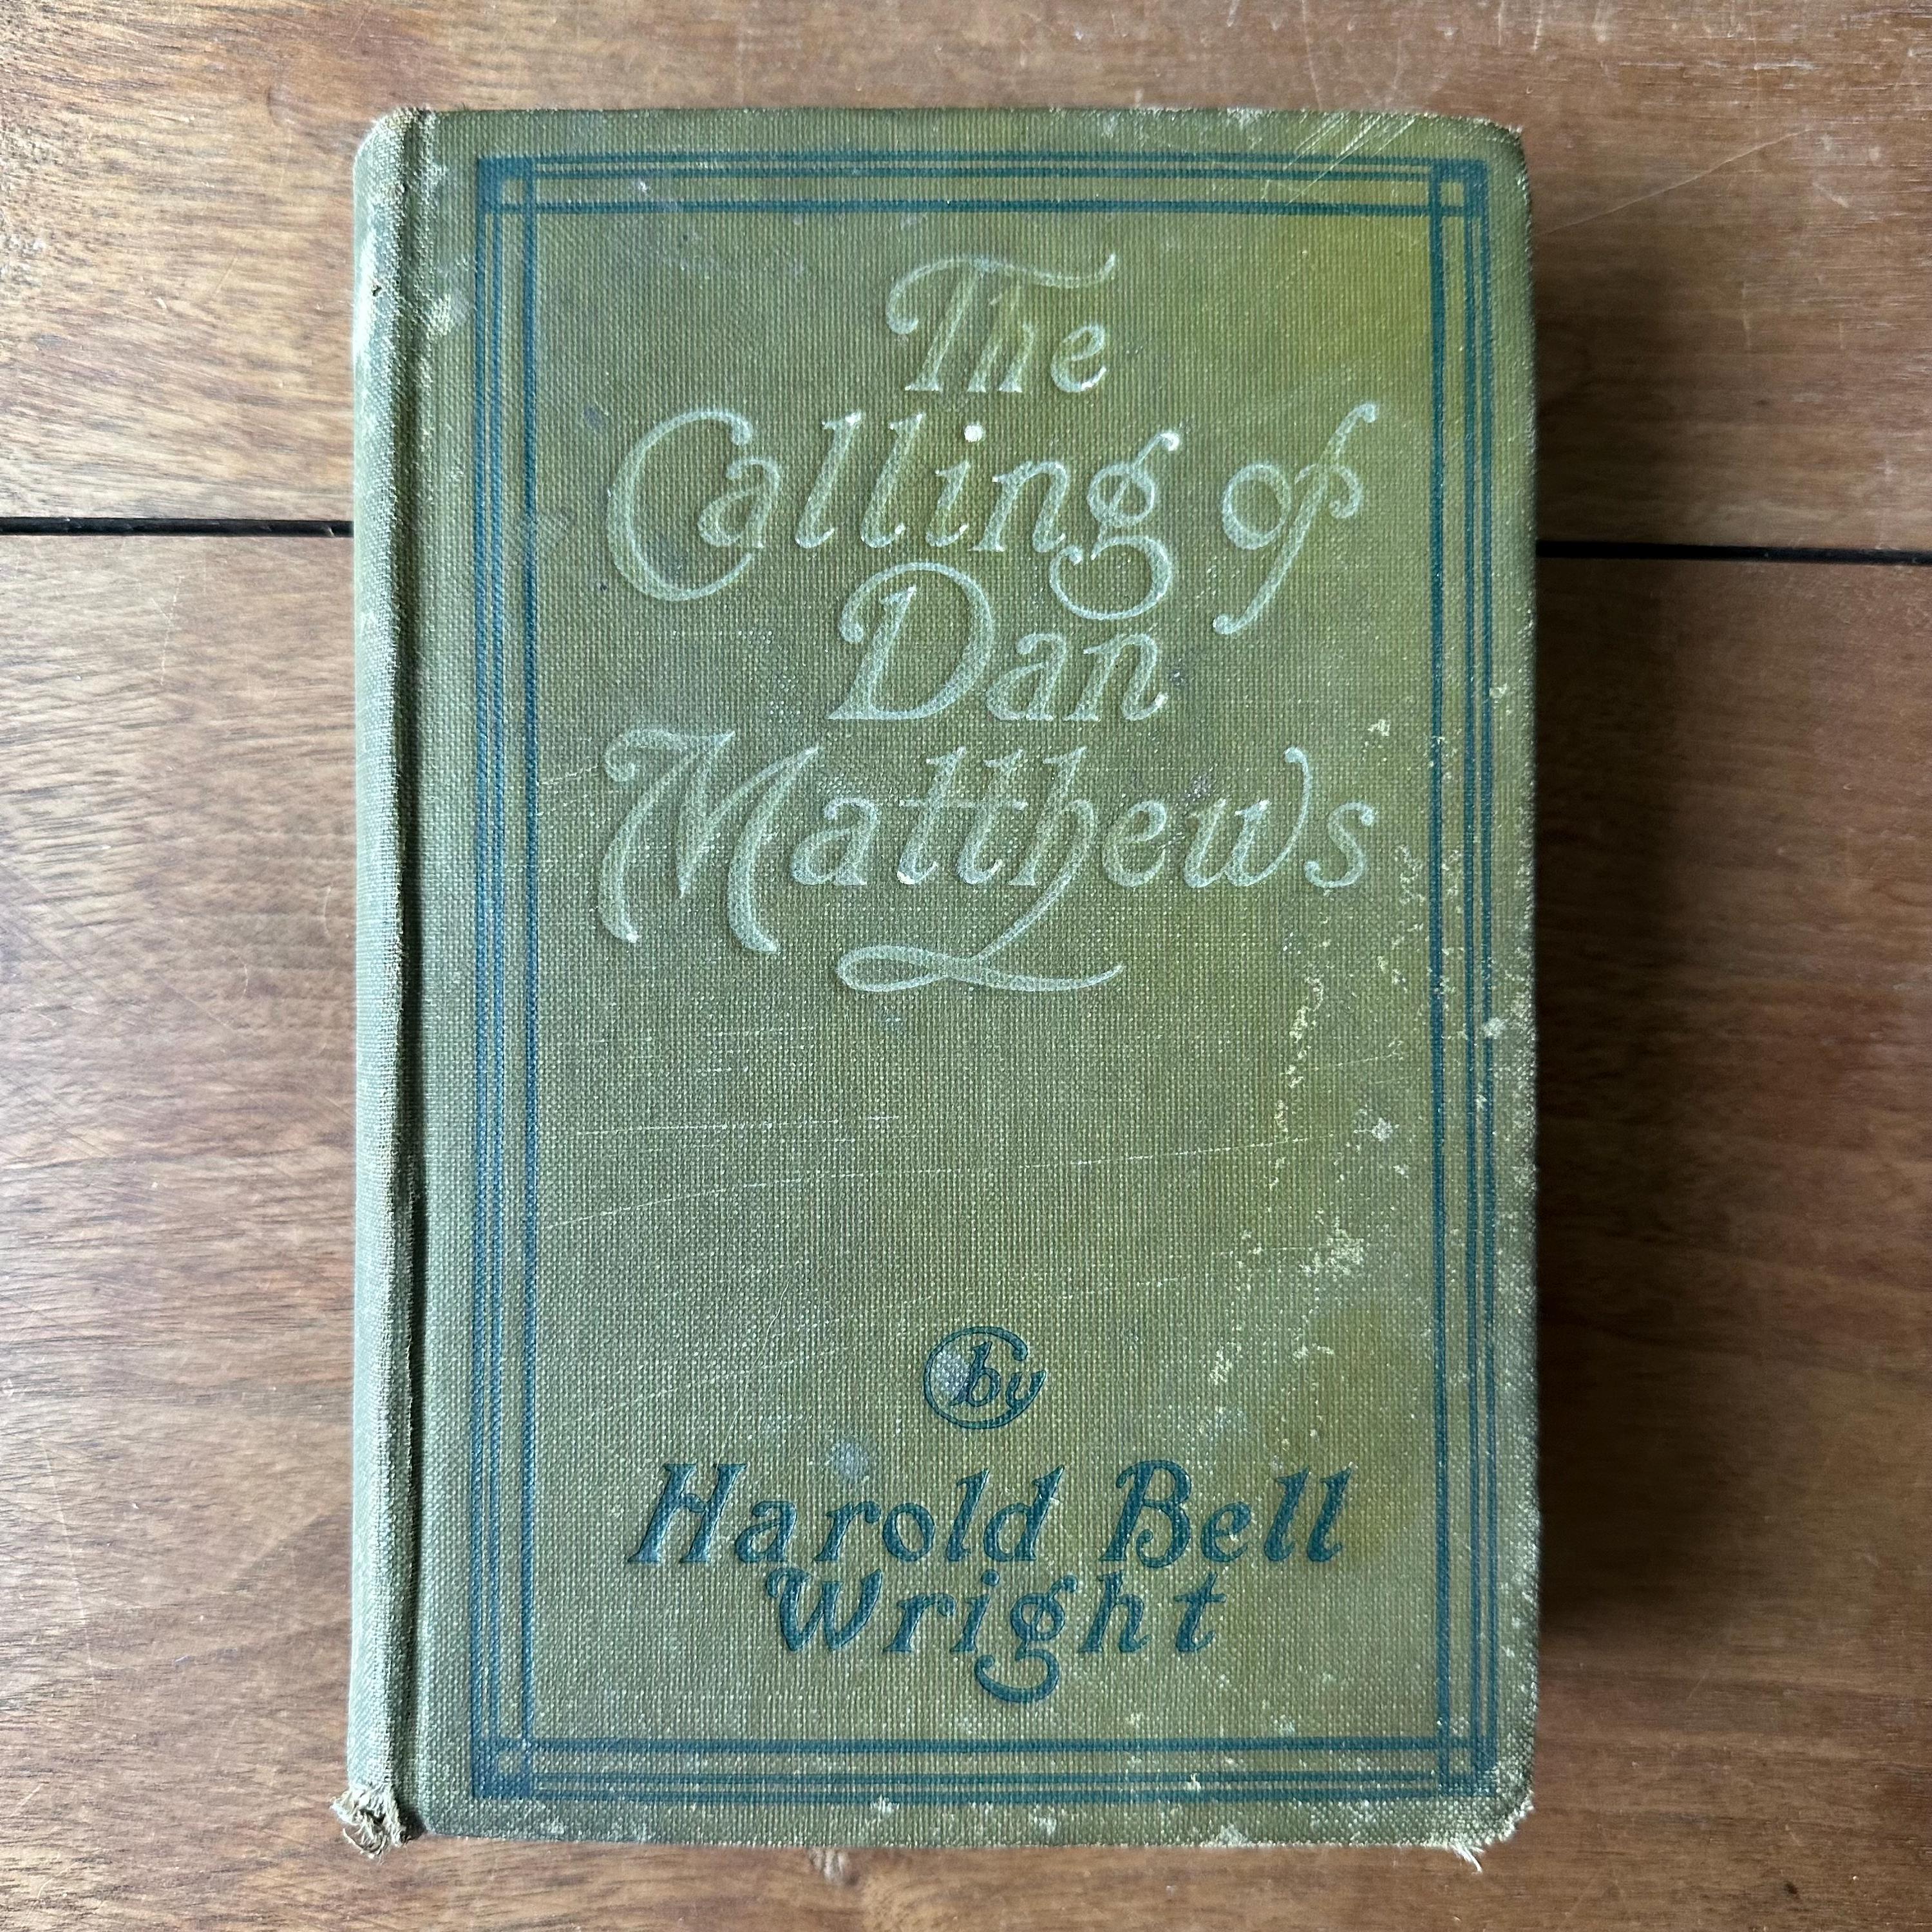 The
Calling of
Dan
Matthews
by
Harold Bell
Wright